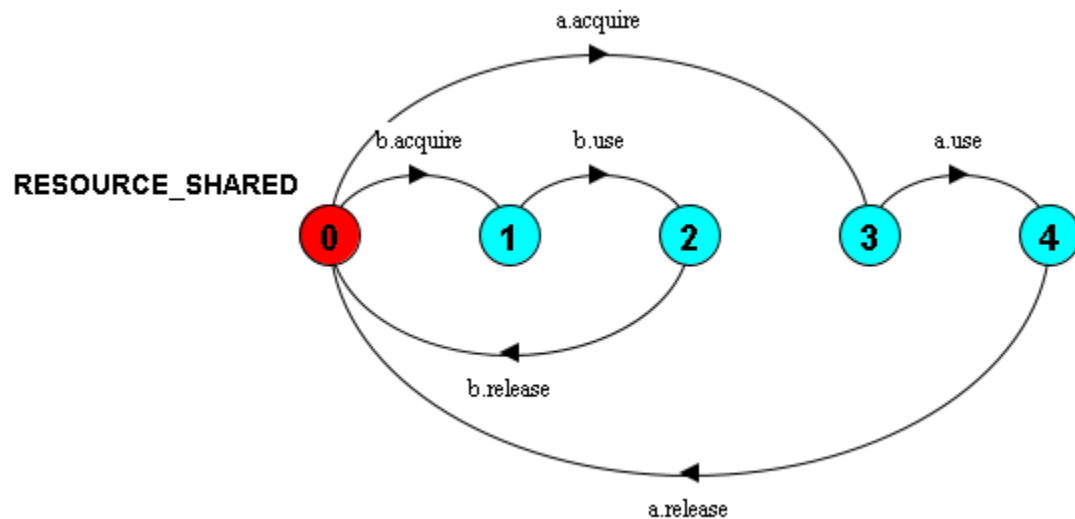 a.acquire
b.acquire b.use a.use
RESOURCE_SHARED
0 1 2 3 4
b.release
a.release